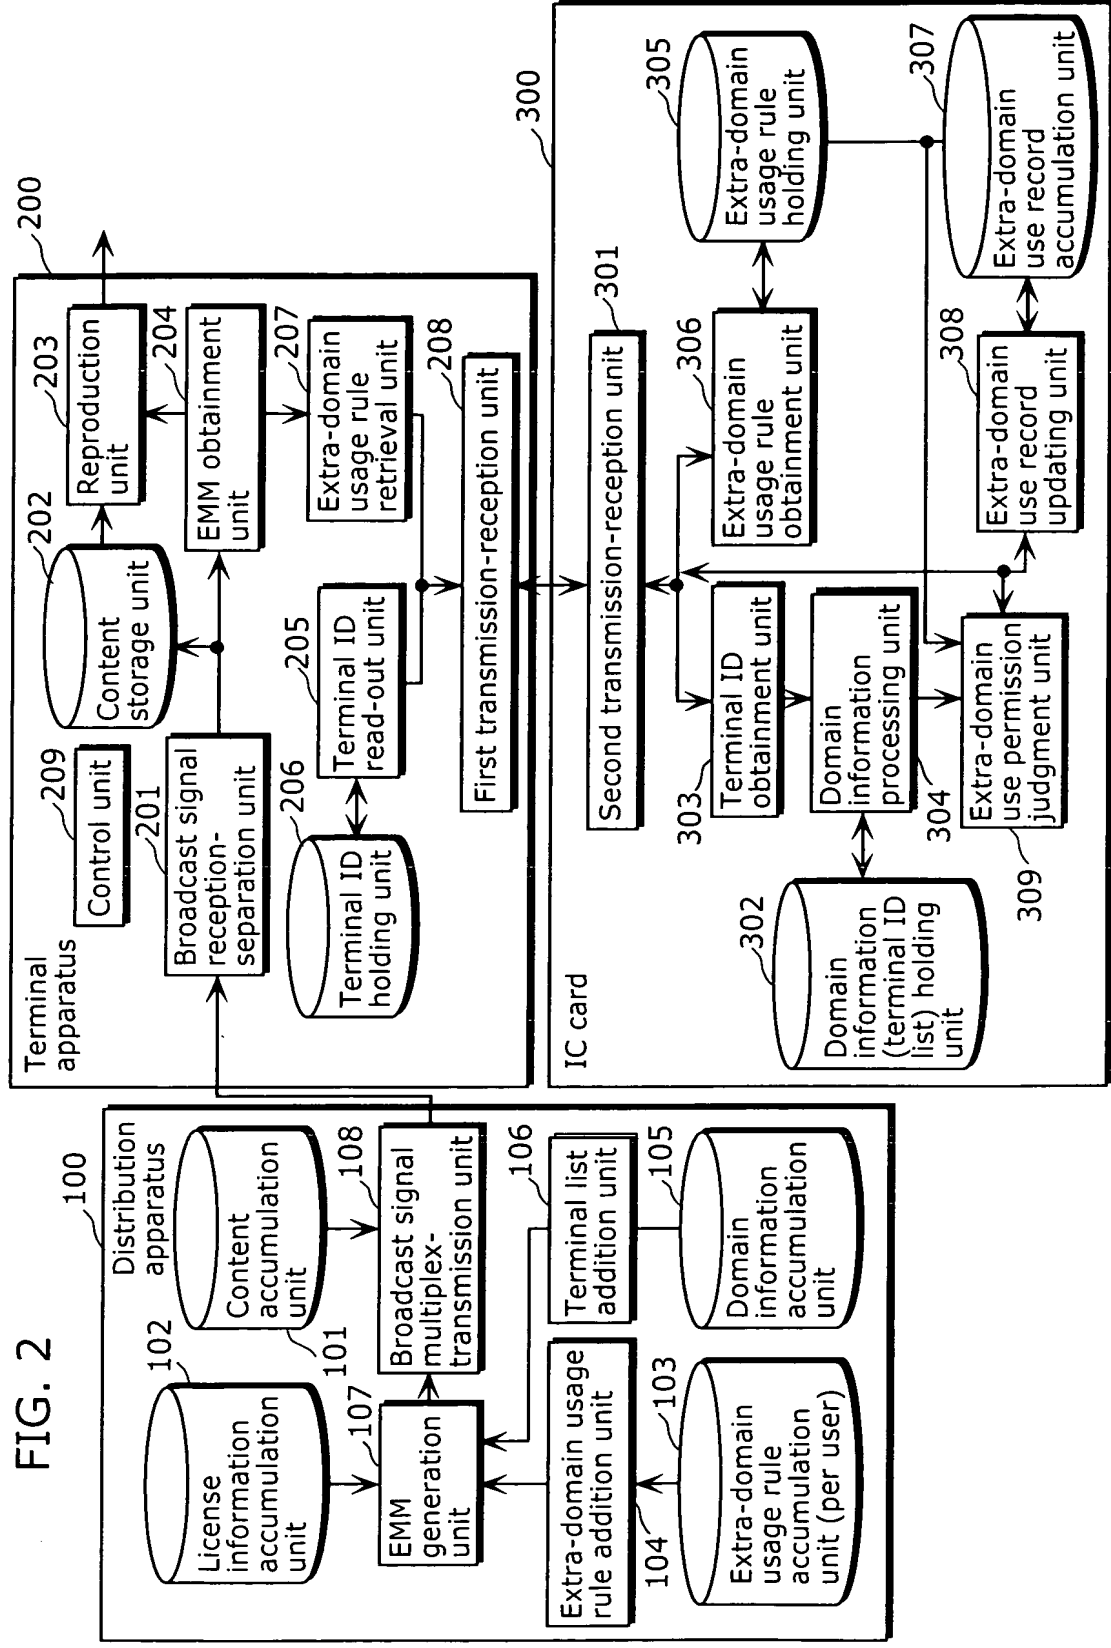 FIG. 2
100
Distribution
apparatus
102
License
information
accumulation
unit
Content
accumulation
unit
101
107
EMM
generation
unit
108
Broadcast signal
multiplex-
transmission unit
Extra-domain usage
rule addition unit
104
106
Terminal list
addition unit
103
Extra-domain
usage rule
accumulation
unit (per user)
105
Domain
information
accumulation
unit
200
Terminal
apparatus
209
Control unit
201
Broadcast signal
reception-
separation unit
202
Content
storage unit
203
Reproduction
unit
204
EMM obtainment
unit
206
Terminal ID
holding unit
205
Terminal ID
read-out unit
207
Extra-domain
usage rule
retrieval unit
208
First transmission-reception unit
300
IC card
301
Second transmission-reception unit
302
Domain
information
(terminal ID
list) holding
unit
303
Terminal ID
obtainment unit
Domain
information
processing unit
304
305
Extra-domain
usage rule
holding unit
306
Extra-domain
usage rule
obtainment unit
307
Extra-domain
use record
accumulation unit
308
Extra-domain
use record
updating unit
Extra-domain
use permission
judgment unit
309